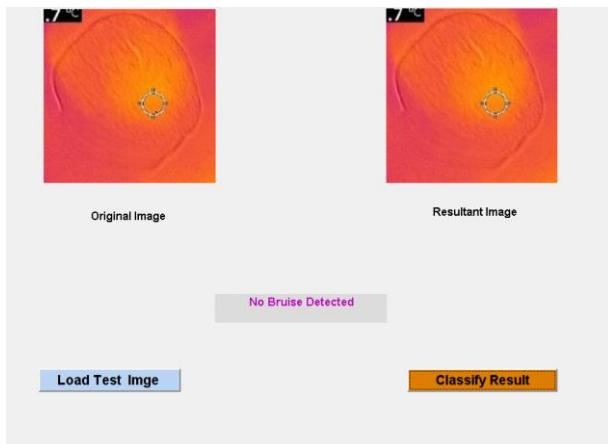 .7 °C
.7 °C
Original Image
Resultant Image
No Bruise Detected
Load Test Imge
Classify Result